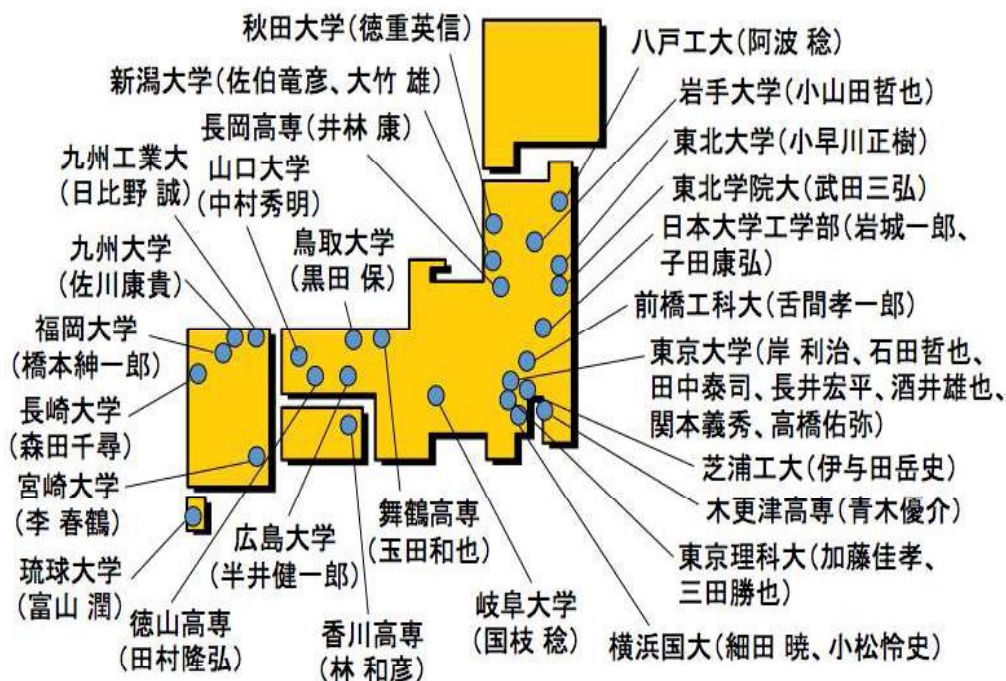 秋田大学(徳重英信)
新潟大学(佐伯竜彦、大竹 雄)
長岡高専(井林 康)
九州工業大
(日比野 誠)
山口大学
(中村秀明)
九州大学
(佐川康貴)
鳥取大学
(黒田 保)
福岡大学
(橋本紳一郎)
長崎大学
(森田千尋)
宮崎大学
(李 春鶴)
琉球大学
(富山 潤)
徳山高専
(田村隆弘)
広島大学
(半井健一郎)
香川高専
(林 和彦)
舞鶴高専
(玉田和也)
岐阜大学
(国枝 稔)
八戸工大(阿波 稔)
岩手大学(小山田哲也)
東北大学(小早川正樹)
東北学院大(武田三弘)
日本大学工学部(岩城一郎、
子田康弘)
前橋工科大(舌間孝一郎)
東京大学(岸 利治、石田哲也、
田中泰司、長井宏平、酒井雄也、
関本義秀、高橋佑弥)
芝浦工大(伊与田岳史)
木更津高専(青木優介)
東京理科大(加藤佳孝、
三田勝也)
横浜国大(細田 暁、小松怜史)